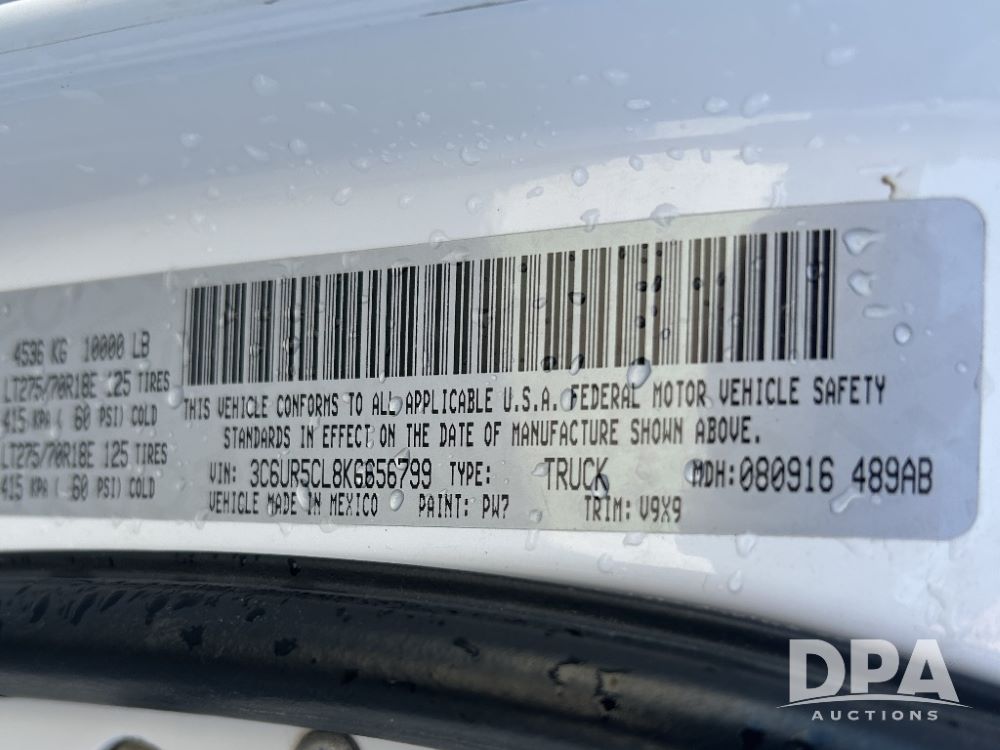 4536 KG 10000 LB
LT275/70R18E 125 TIRES
415 KPA ( 60 PSI) COLD
LT275/70R18E 125 TIRES
415 KPA ( 60 PSI) COLD
THIS VEHICLE CONFORMS TO ALL APPLICABLE U.S.A. FEDERAL MOTOR VEHICLE SAFETY
STANDARDS IN EFFECT ON THE DATE OF MANUFACTURE SHOWN ABOVE.
VIN: 3C6UR5CL8KG656799 TYPE: TRUCK MDH:080916 489AB
VEHICLE MADE IN MEXICO PAINT: PW7 TRIM: V9X9
DPA
AUCTIONS